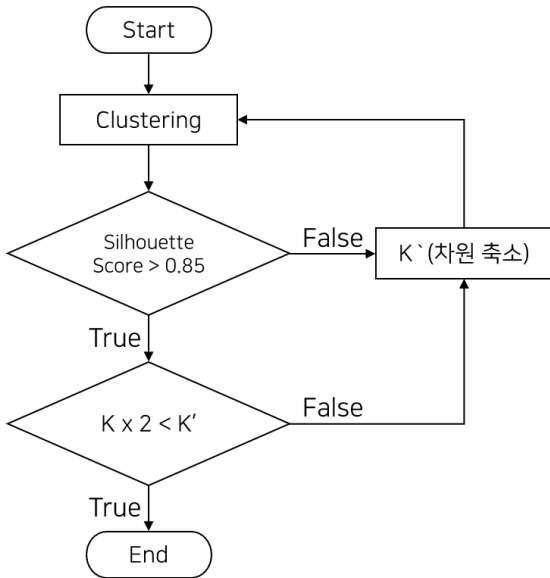 Start
Clustering
Silhouette
Score > 0.85
False
K`(차원 축소)
True
K x 2 < K’
False
True
End